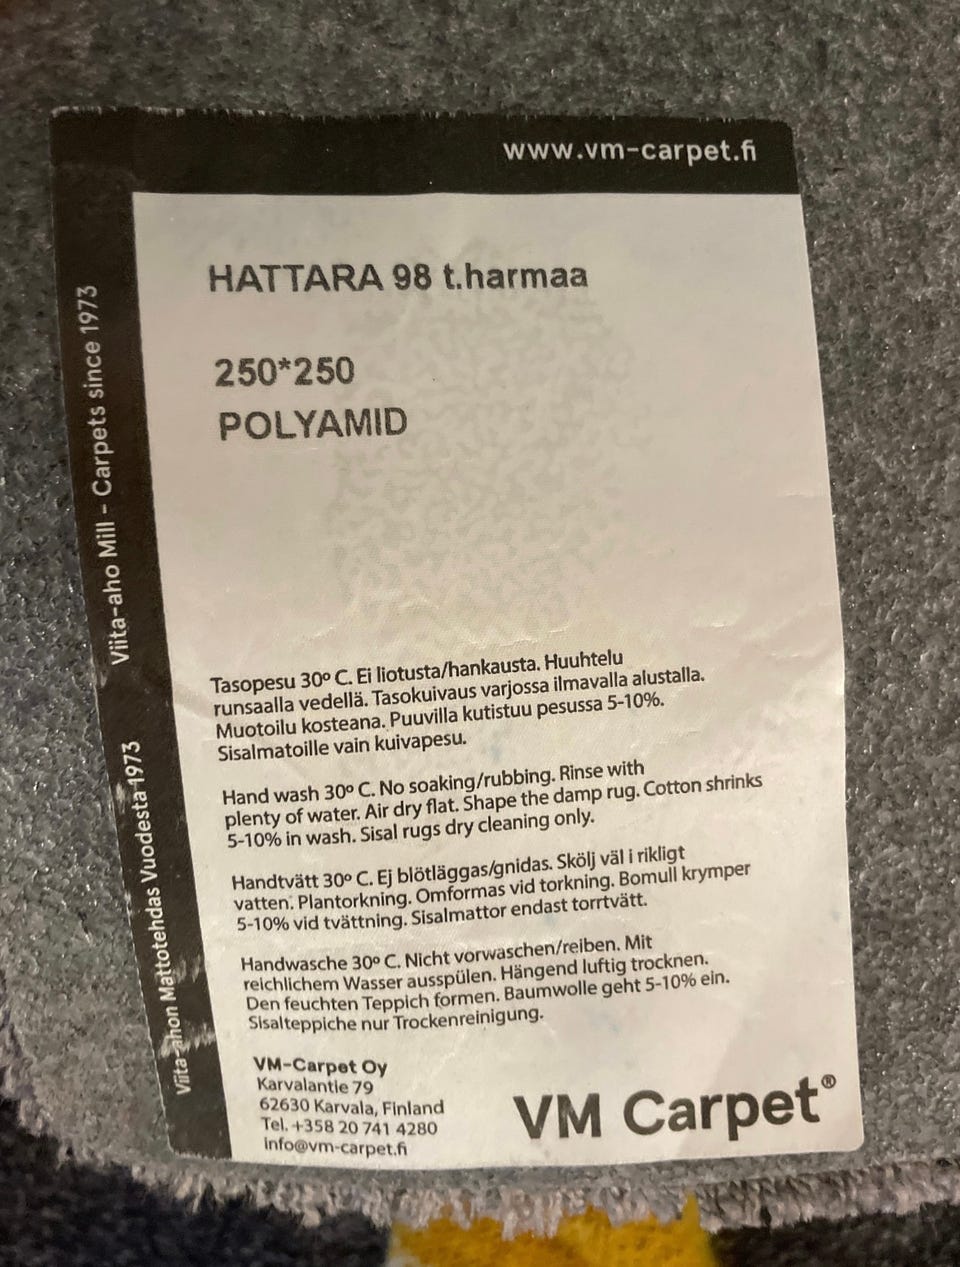 www.vm-carpet.fi
HATTARA 98 t.harmaa
250*250
POLYAMID
Viita-aho Mill - Carpets since 1973
Viita-ahon Mattotehdas Vuodesta 1973
Tasopesu 30º C. Ei liotusta/hankausta. Huuhtelu
runsaalla vedellä. Tasokuivaus varjossa ilmavalla alustalla.
Muotoilu kosteana. Puuvilla kutistuu pesussa 5-10%.
Sisalmatoille vain kuivapesu.
Hand wash 30º C. No soaking/rubbing. Rinse with
plenty of water. Air dry flat. Shape the damp rug. Cotton shrinks
5-10% in wash. Sisal rugs dry cleaning only.
Handtvätt 30º C. Ej blötläggas/gnidas. Skölj väl i rikligt
vatten. Plantorkning. Omformas vid torkning. Bomull krymper
5-10% vid tvättning. Sisalmattor endast torrtvätt.
Handwasche 30º C. Nicht vorwaschen/reiben. Mit
reichlichem Wasser ausspülen. Hängend luftig trocknen.
Den feuchten Teppich formen. Baumwolle geht 5-10% ein.
Sisalteppiche nur Trockenreinigung.
VM-Carpet Oy
Karvalantie 79
62630 Karvala, Finland
Tel. +358 20 741 4280
info@vm-carpet.fi
VM Carpet®